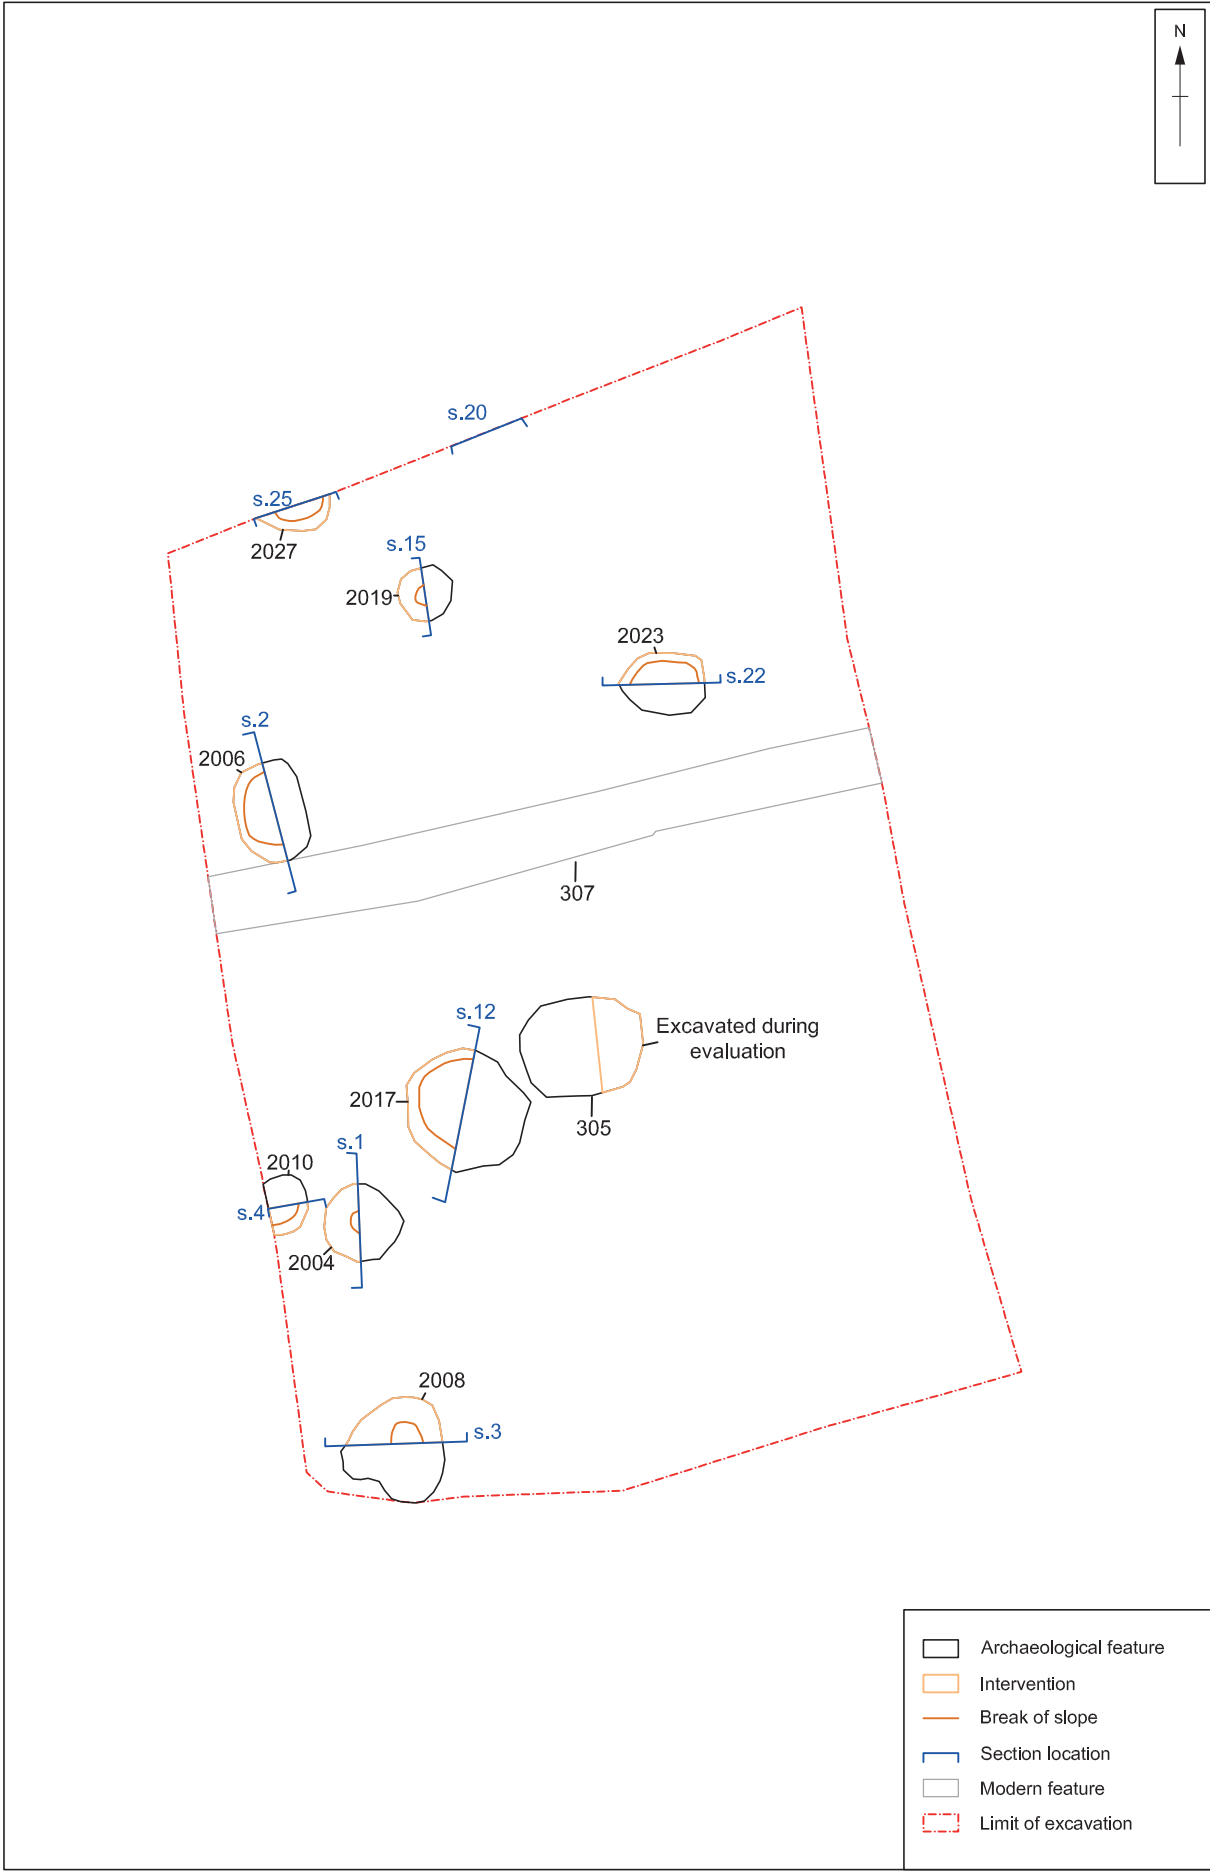 N
s.20
s.25
2027
s.15
2019
2023
s.22
s.2
2006
307
s.12
Excavated during
evaluation
2017
305
s.1
2010
s.4
2004
2008
s.3
Archaeological feature
Intervention
Break of slope
Section location
Modern feature
Limit of excavation